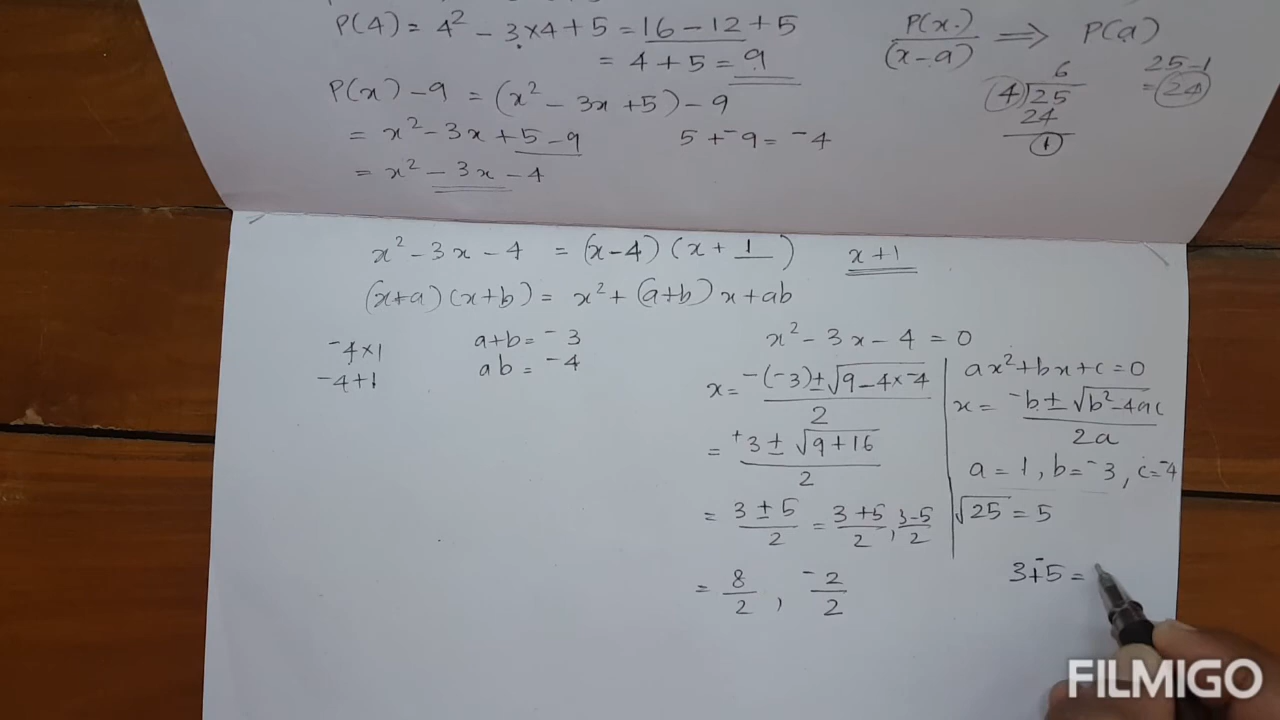 P(4) = 4² - 3×4+5 = 16-12+5
= 4+5 = 9
P(x)-9 = (x² - 3x +5) -9
= x² - 3x + 5-9
5 + ⁻9 = ⁻4
= x² - 3x - 4
P(x)/(x-a) ⟹ P(a)
6
4)25
24
1
25-1
= 24
x² - 3x - 4 = (x-4) (x+ 1 )
x+1
(x+a) (x+b) = x² + (a+b) x + ab
⁻4×1
⁻4+1
a+b = ⁻3
ab = ⁻4
x² - 3x - 4 = 0
x = -(-3)±√9-4×⁻4 / 2
= ⁺3 ± √9+16 / 2
= 3 ± 5 / 2 = 3+5 / 2 , 3-5 / 2
= 8/2 , ⁻2/2
ax²+bx+c=0
x = ⁻b ± √b²-4ac / 2a
a = 1, b = ⁻3, c = ⁻4
√25 = 5
3+⁻5 =
FILMIGO